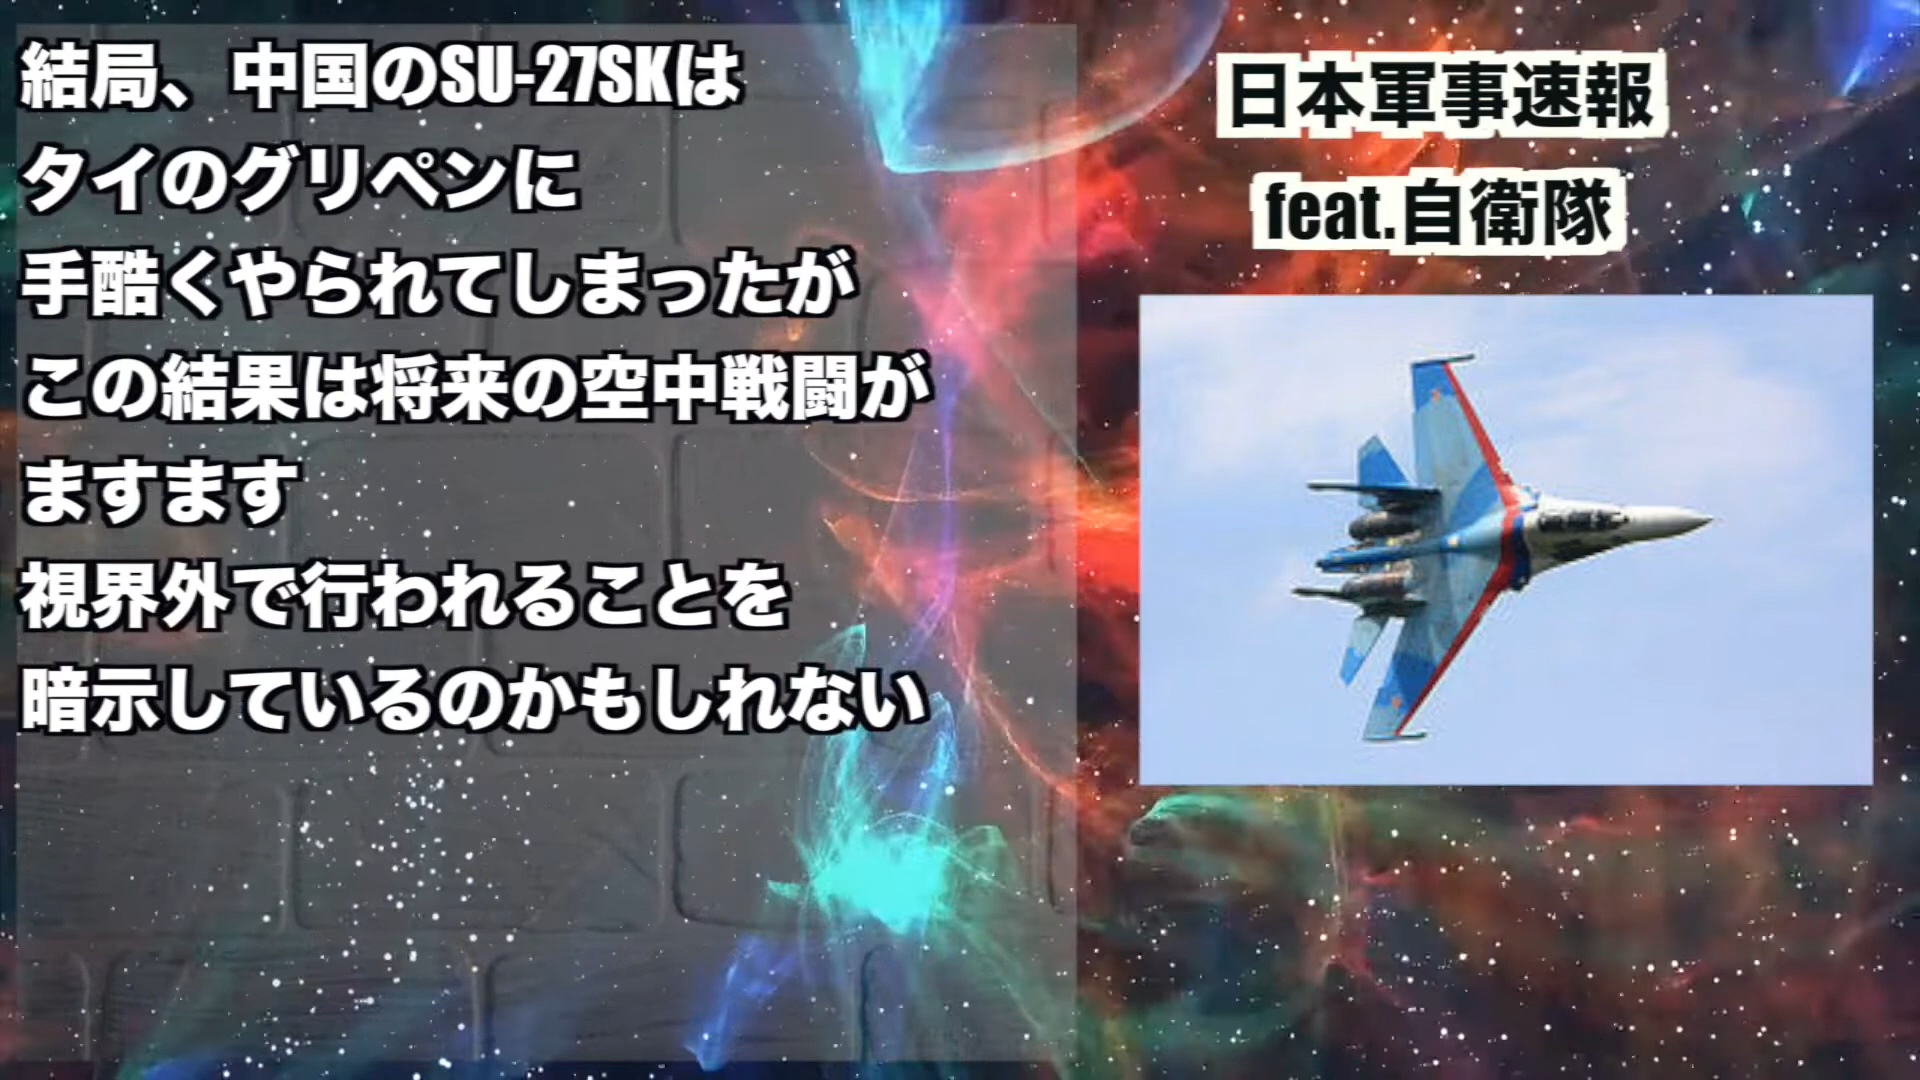 結局、中国のSU-27SKは
タイのグリペンに
手酷くやられてしまったが
この結果は将来の空中戦闘が
ますます
視界外で行われることを
暗示しているのかもしれない
日本軍事速報
feat.自衛隊